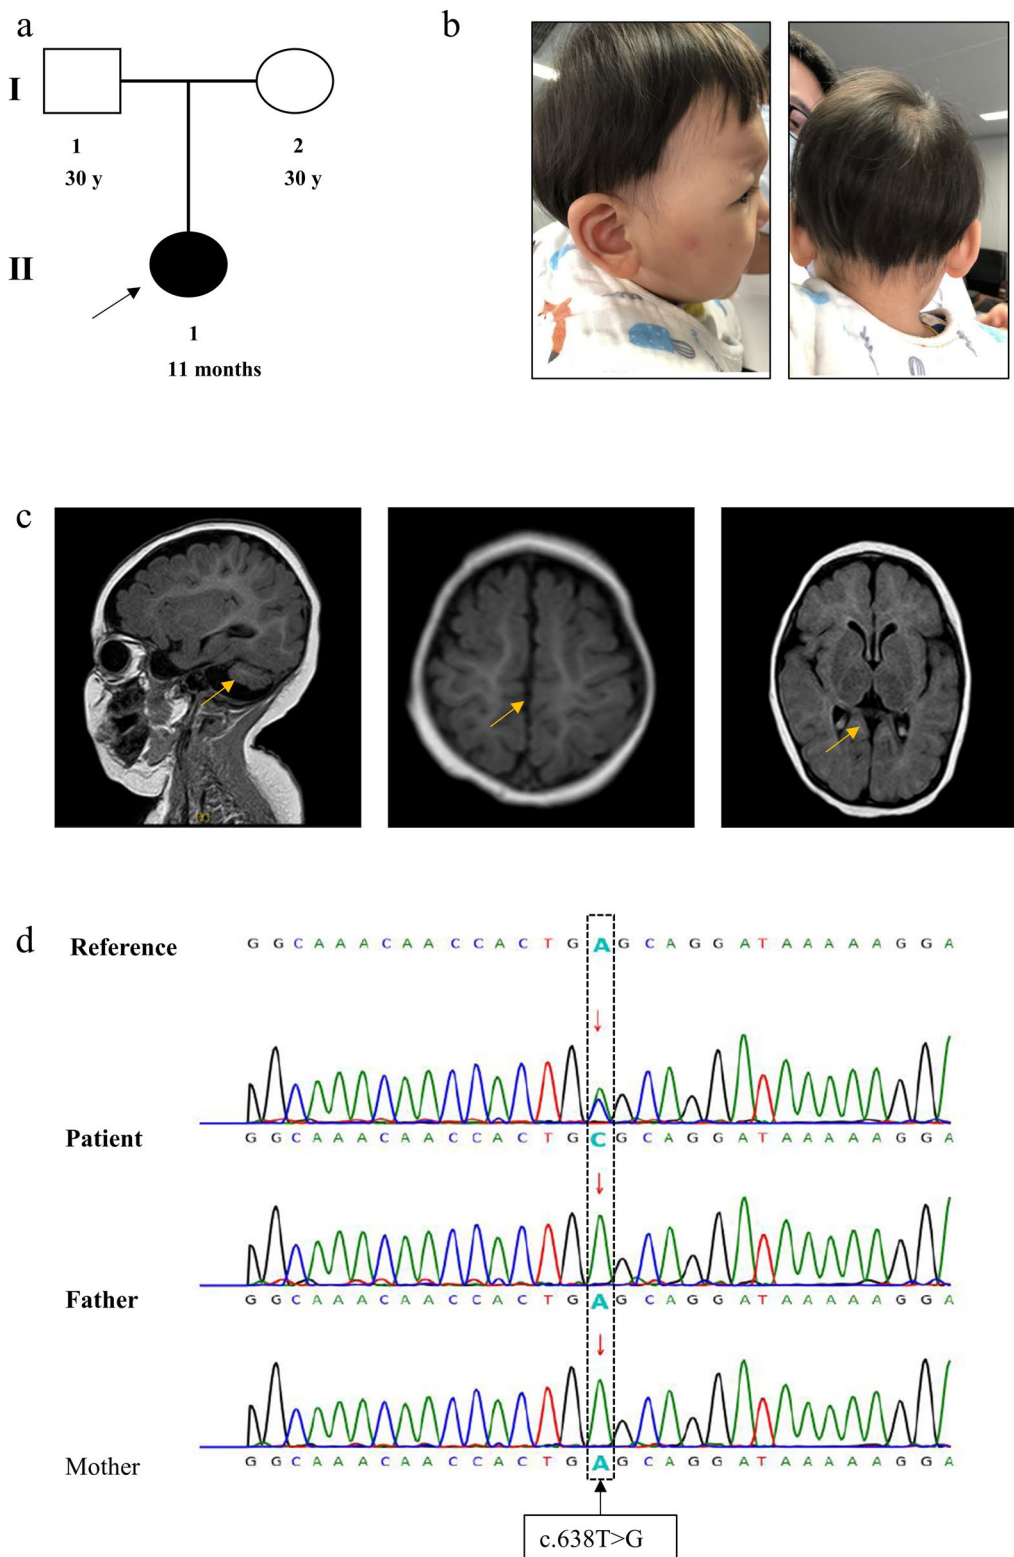 a
b
I
1
2
30 y
30 y
II
1
11 months
c
d
Reference
G G C A A A C A A C C A C T G A G C A G G A T A A A A A G G A
Patient
G G C A A A C A A C C A C T G C G C A G G A T A A A A A G G A
Father
G G C A A A C A A C C A C T G A G C A G G A T A A A A A G G A
Mother
G G C A A A C A A C C A C T G A G C A G G A T A A A A A G G A
c.638T>G